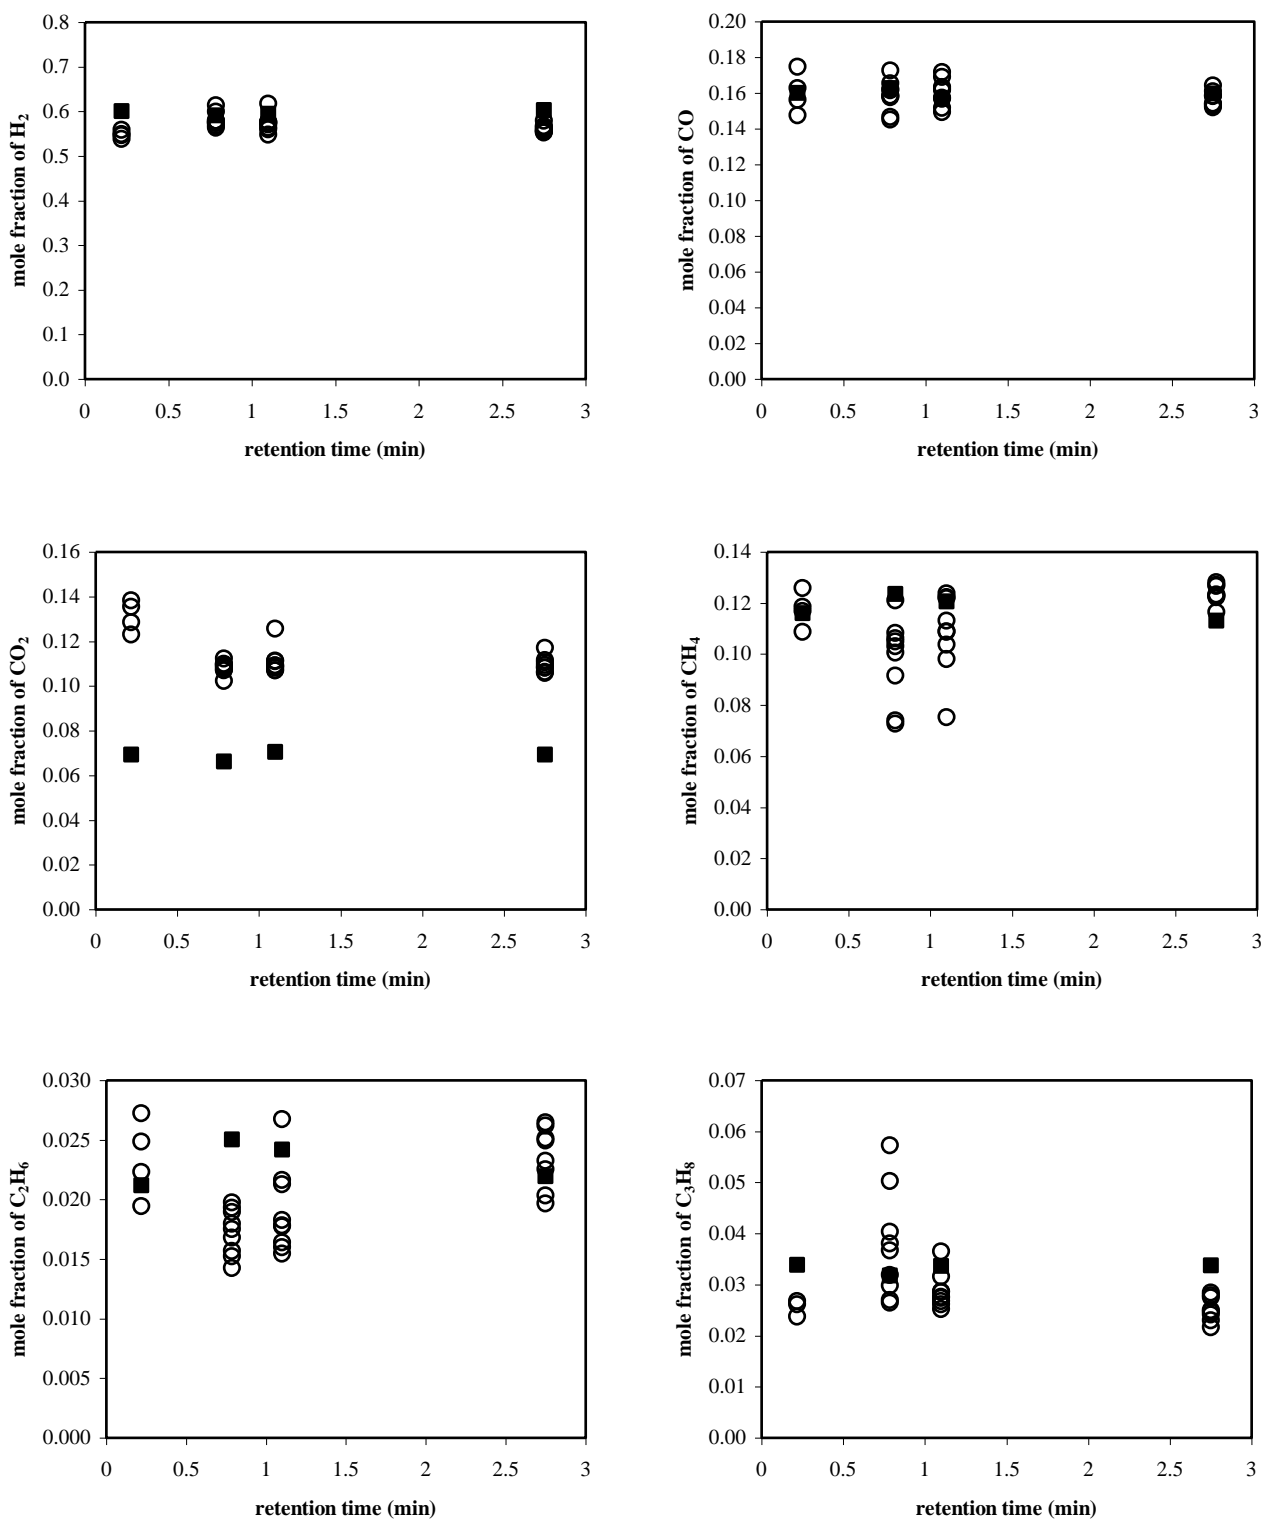 mole fraction of H2
0.8
0.7
0.6
0.5
0.4
0.3
0.2
0.1
0.0
0 0.5 1 1.5 2 2.5 3
retention time (min)
mole fraction of CO
0.20
0.18
0.16
0.14
0.12
0.10
0.08
0.06
0.04
0.02
0.00
0 0.5 1 1.5 2 2.5 3
retention time (min)
mole fraction of CO2
0.16
0.14
0.12
0.10
0.08
0.06
0.04
0.02
0.00
0 0.5 1 1.5 2 2.5 3
retention time (min)
mole fraction of CH4
0.14
0.12
0.10
0.08
0.06
0.04
0.02
0.00
0 0.5 1 1.5 2 2.5 3
retention time (min)
mole fraction of C2H6
0.030
0.025
0.020
0.015
0.010
0.005
0.000
0 0.5 1 1.5 2 2.5 3
retention time (min)
mole fraction of C3H8
0.07
0.06
0.05
0.04
0.03
0.02
0.01
0.00
0 0.5 1 1.5 2 2.5 3
retention time (min)